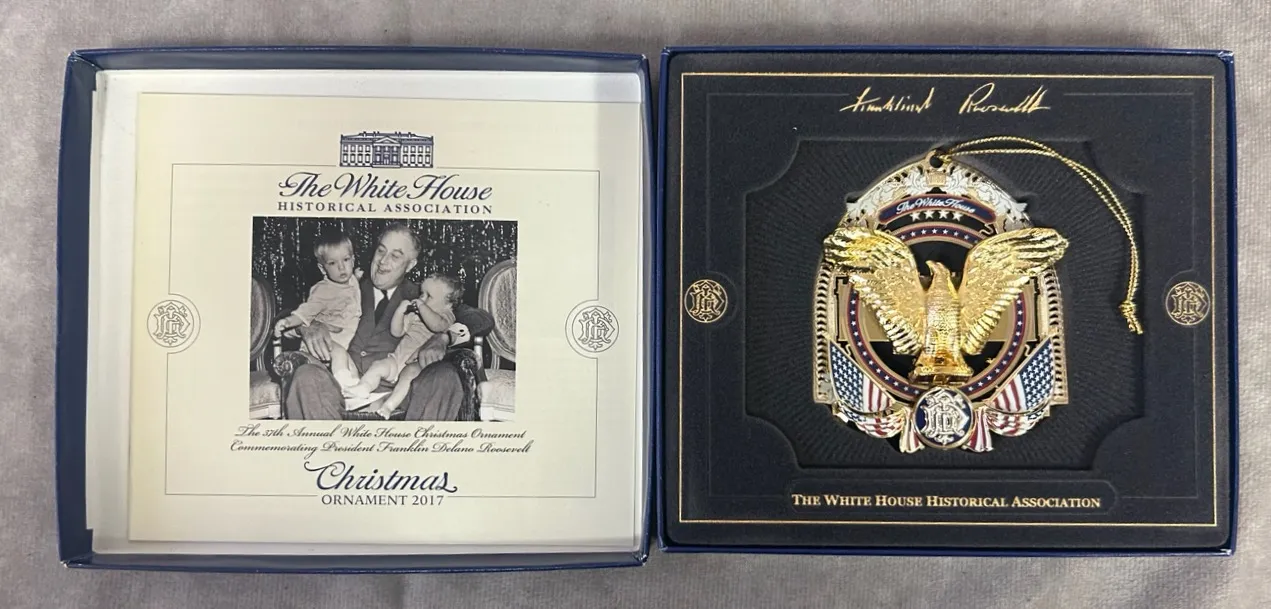 The White House
HISTORICAL ASSOCIATION
The 37th Annual White House Christmas Ornament
Commemorating President Franklin Delano Roosevelt
Christmas
ORNAMENT 2017
Franklin D Roosevelt
The White House
THE WHITE HOUSE HISTORICAL ASSOCIATION